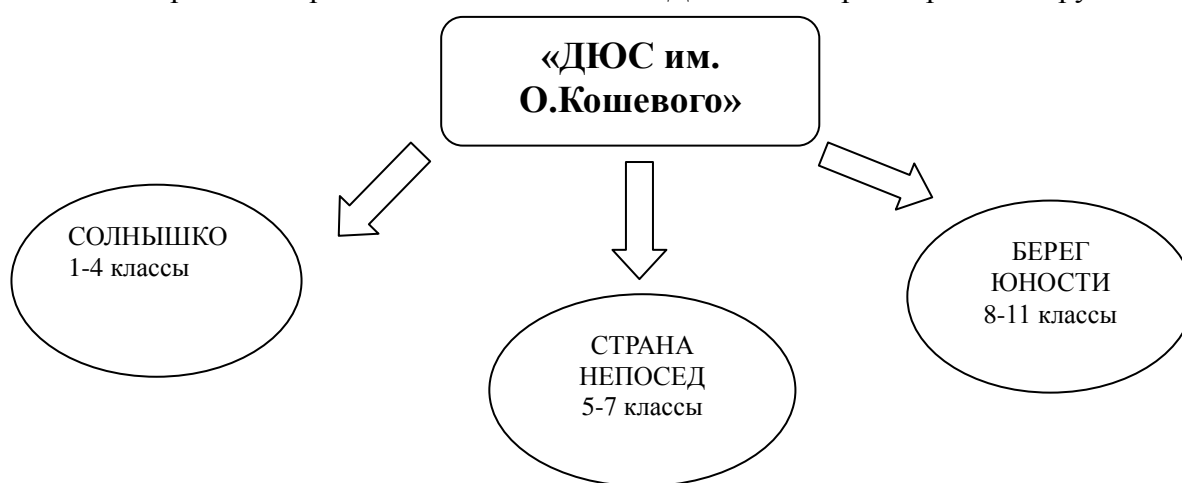 «ДЮС им.
О.Кошевого»
СОЛНЫШКО
1-4 классы
СТРАНА
НЕПОСЕД
5-7 классы
БЕРЕГ
ЮНОСТИ
8-11 классы